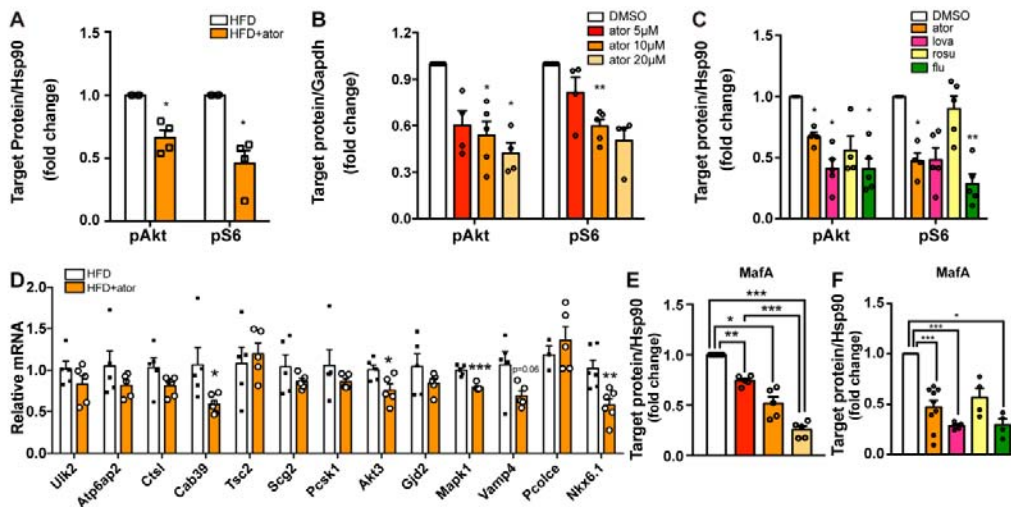 A
Target Protein/Hsp90
(fold change)
HFD
HFD+ator
1.5
1.0
0.5
0.0
*
*
pAkt
pS6
B
Target protein/Gapdh
(fold change)
DMSO
ator 5μM
ator 10μM
ator 20μM
1.2
0.9
0.6
0.3
0.0
*
*
**
pAkt
pS6
C
Target protein/Hsp90
(fold change)
DMSO
ator
lova
rosu
flu
1.5
1.0
0.5
0.0
*
*
*
*
**
pAkt
pS6
D
Relative mRNA
HFD
HFD+ator
2.0
1.5
1.0
0.5
0.0
*
*
***
p=0.06
**
Ulk2
Atp6ap2
Ctsl
Cab39
Tsc2
Scg2
Pcsk1
Akt3
Gjd2
Mapk1
Vamp4
Pcolce
Nkx6.1
E
MafA
Target protein/Hsp90
(fold change)
1.5
1.0
0.5
0.0
***
***
*
**
F
MafA
Target protein/Hsp90
(fold change)
1.5
1.0
0.5
0.0
*
***
***